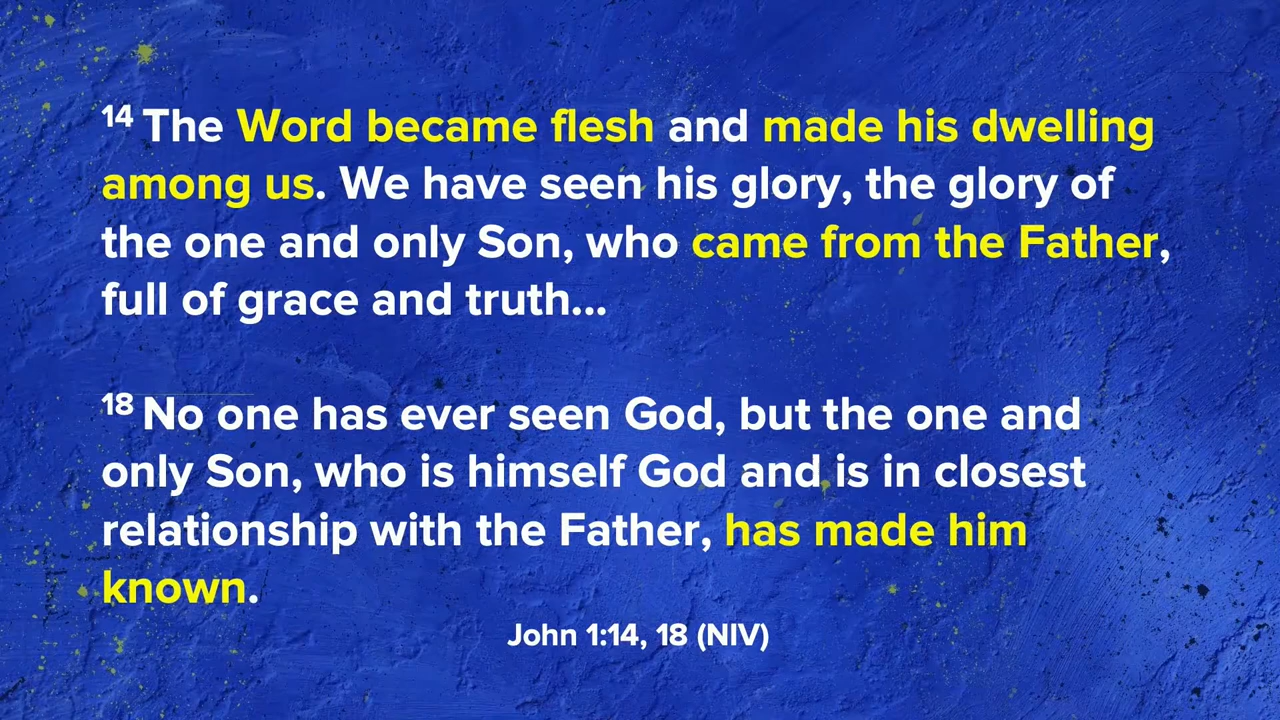 14 The Word became flesh and made his dwelling
among us. We have seen his glory, the glory of
the one and only Son, who came from the Father,
full of grace and truth...
18 No one has ever seen God, but the one and
only Son, who is himself God and is in closest
relationship with the Father, has made him
known.
John 1:14, 18 (NIV)